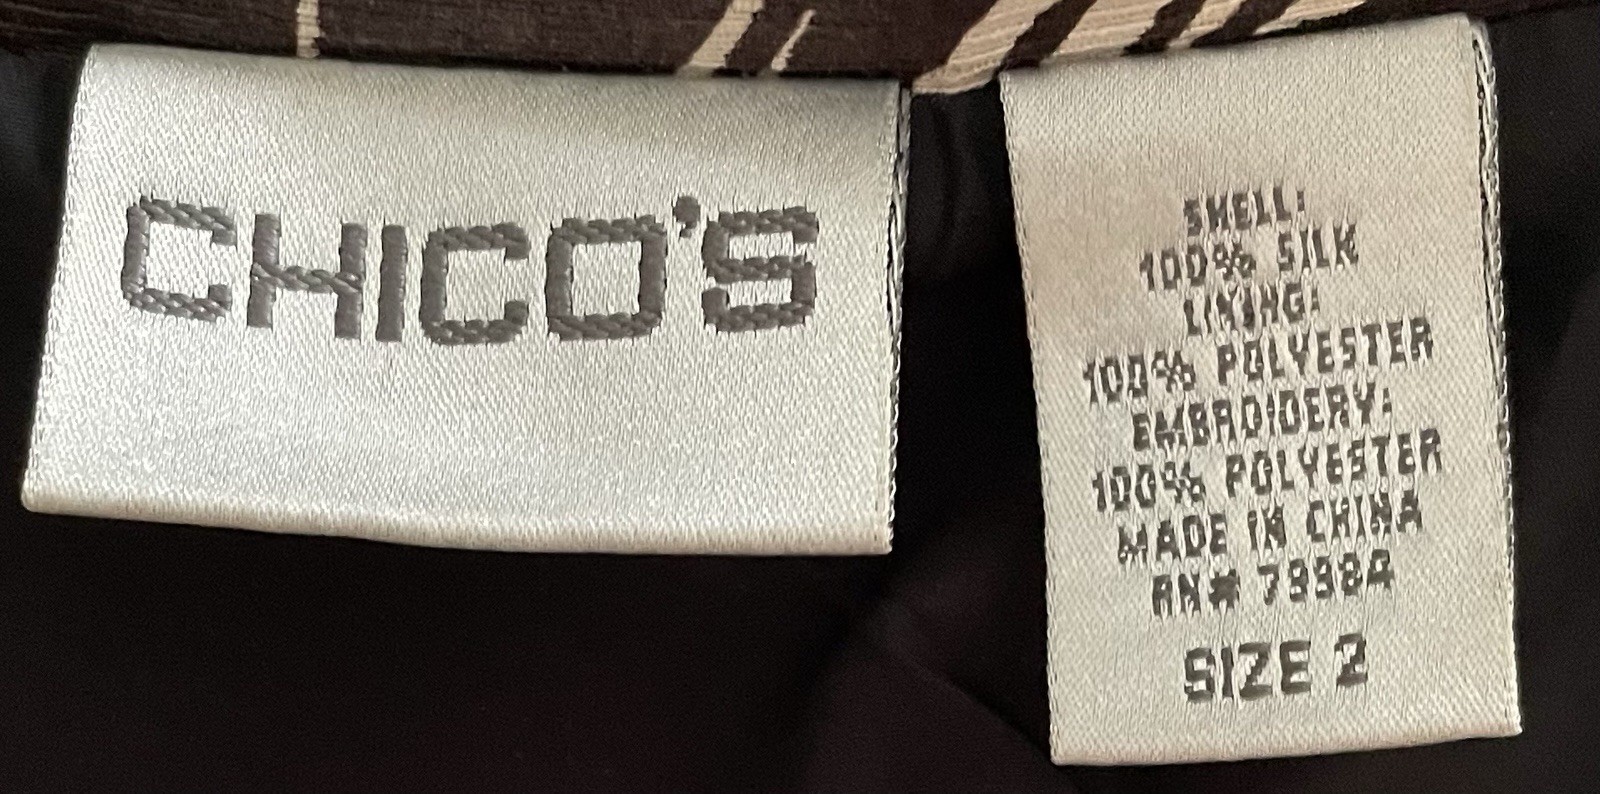 CHICO'S
SHELL:
100% SILK
LINING:
100% POLYESTER
EMBROIDERY:
100% POLYESTER
MADE IN CHINA
RN# 79984
SIZE 2